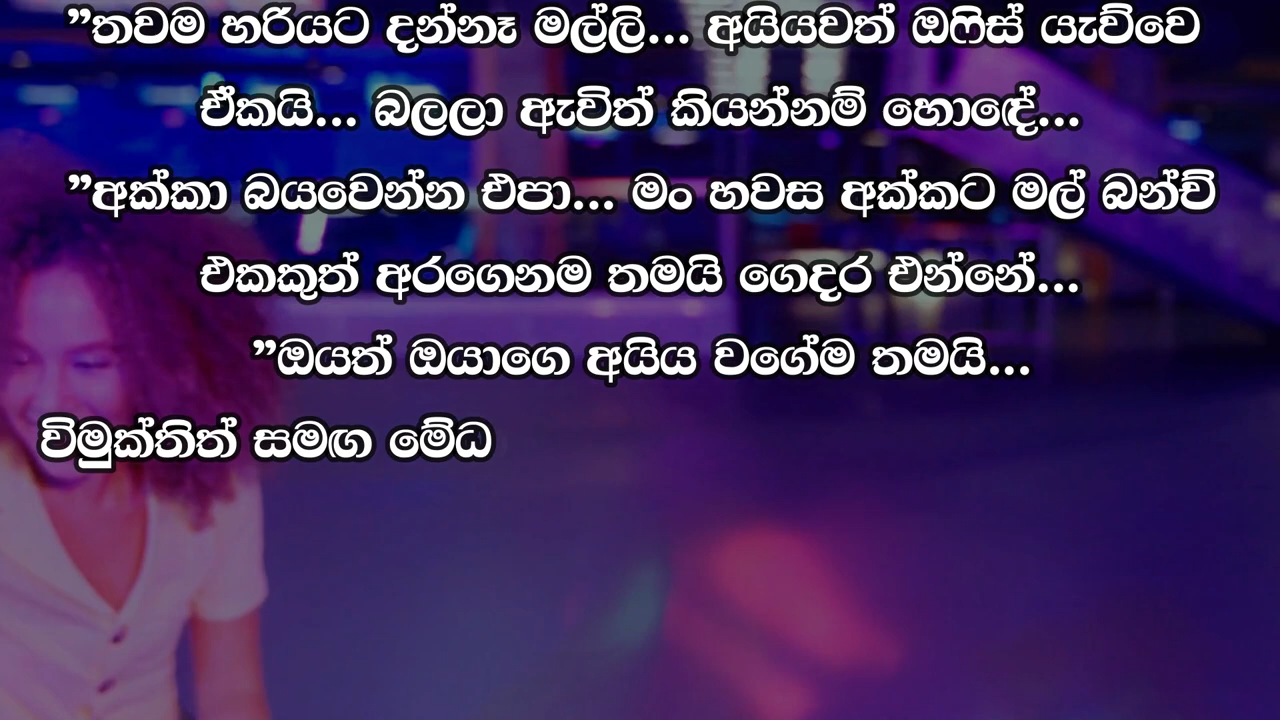 ”තවම හරියට දන්නෑ මල්ලි... අයියවත් ඔෆිස් යැව්වෙ
ඒකයි... බලලා ඇවිත් කියන්නම් හොඳේ...
”අක්කා බයවෙන්න එපා... මං හවස අක්කට මල් බන්ච්
එකකුත් අරගෙනම තමයි ගෙදර එන්නේ...
”ඔයත් ඔයාගෙ අයිය වගේම තමයි...
විමුක්තිත් සමඟ මේධ